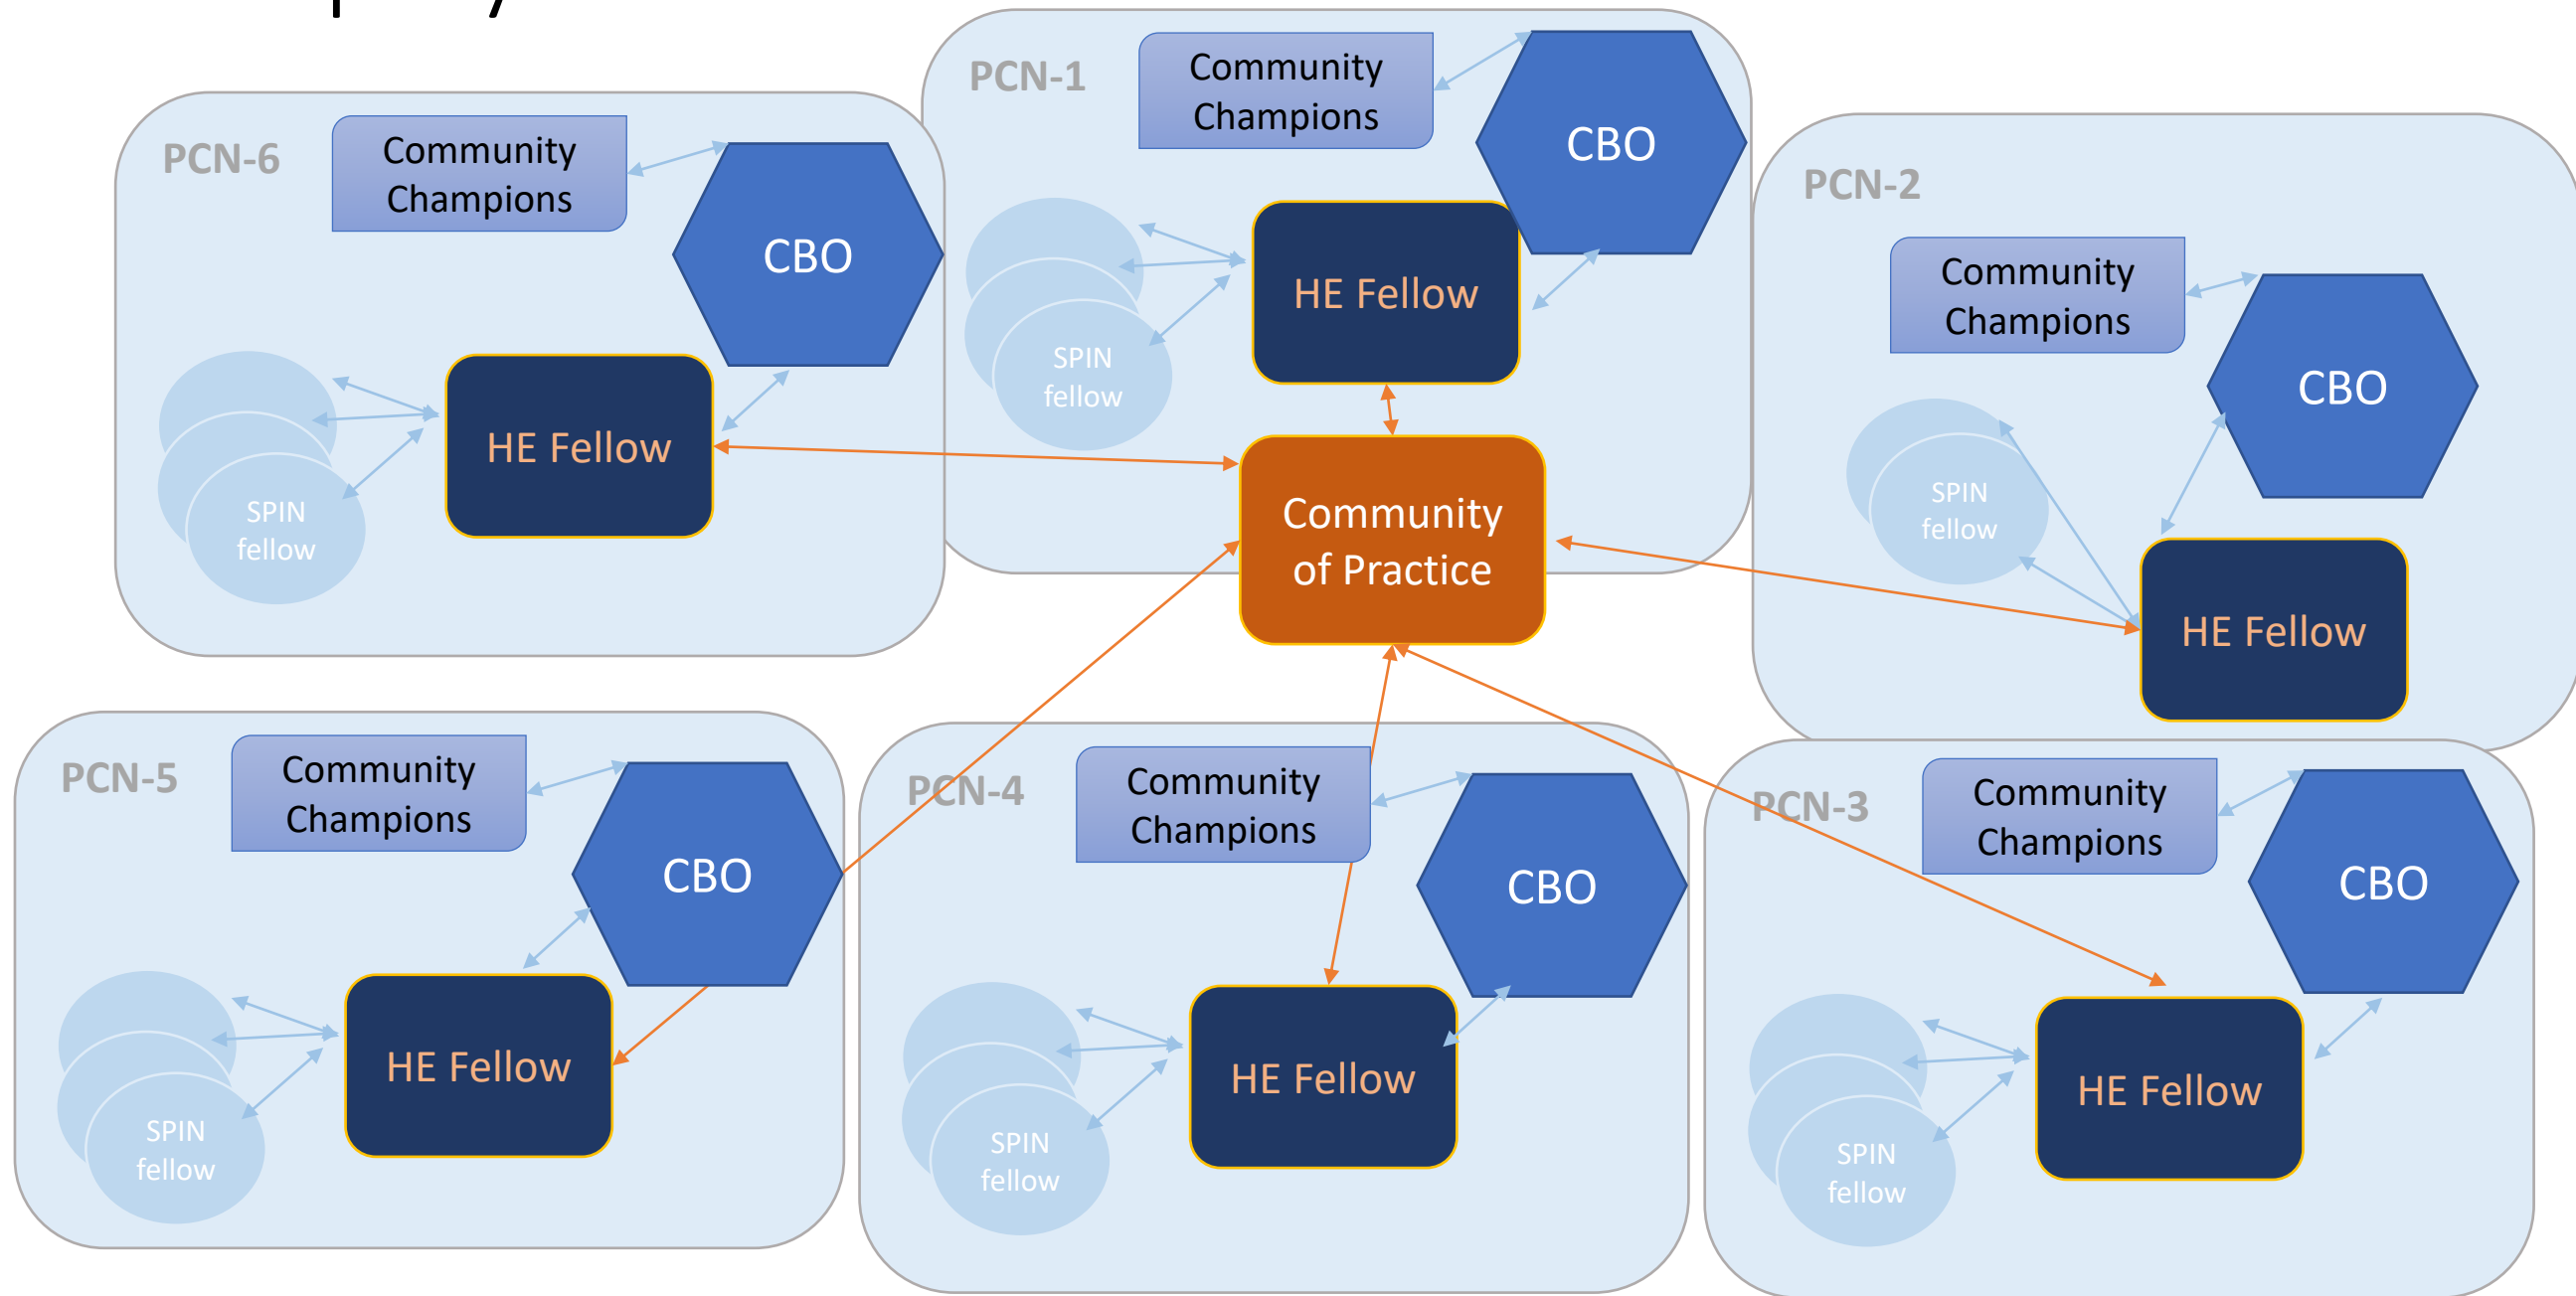 PCN-1
Community
Champions
CBO
HE Fellow
SPIN
fellow
PCN-6
Community
Champions
CBO
HE Fellow
SPIN
fellow
PCN-2
Community
Champions
CBO
SPIN
fellow
HE Fellow
Community
of Practice
PCN-5
Community
Champions
CBO
HE Fellow
SPIN
fellow
PCN-4
Community
Champions
CBO
HE Fellow
SPIN
fellow
PCN-3
Community
Champions
CBO
HE Fellow
SPIN
fellow